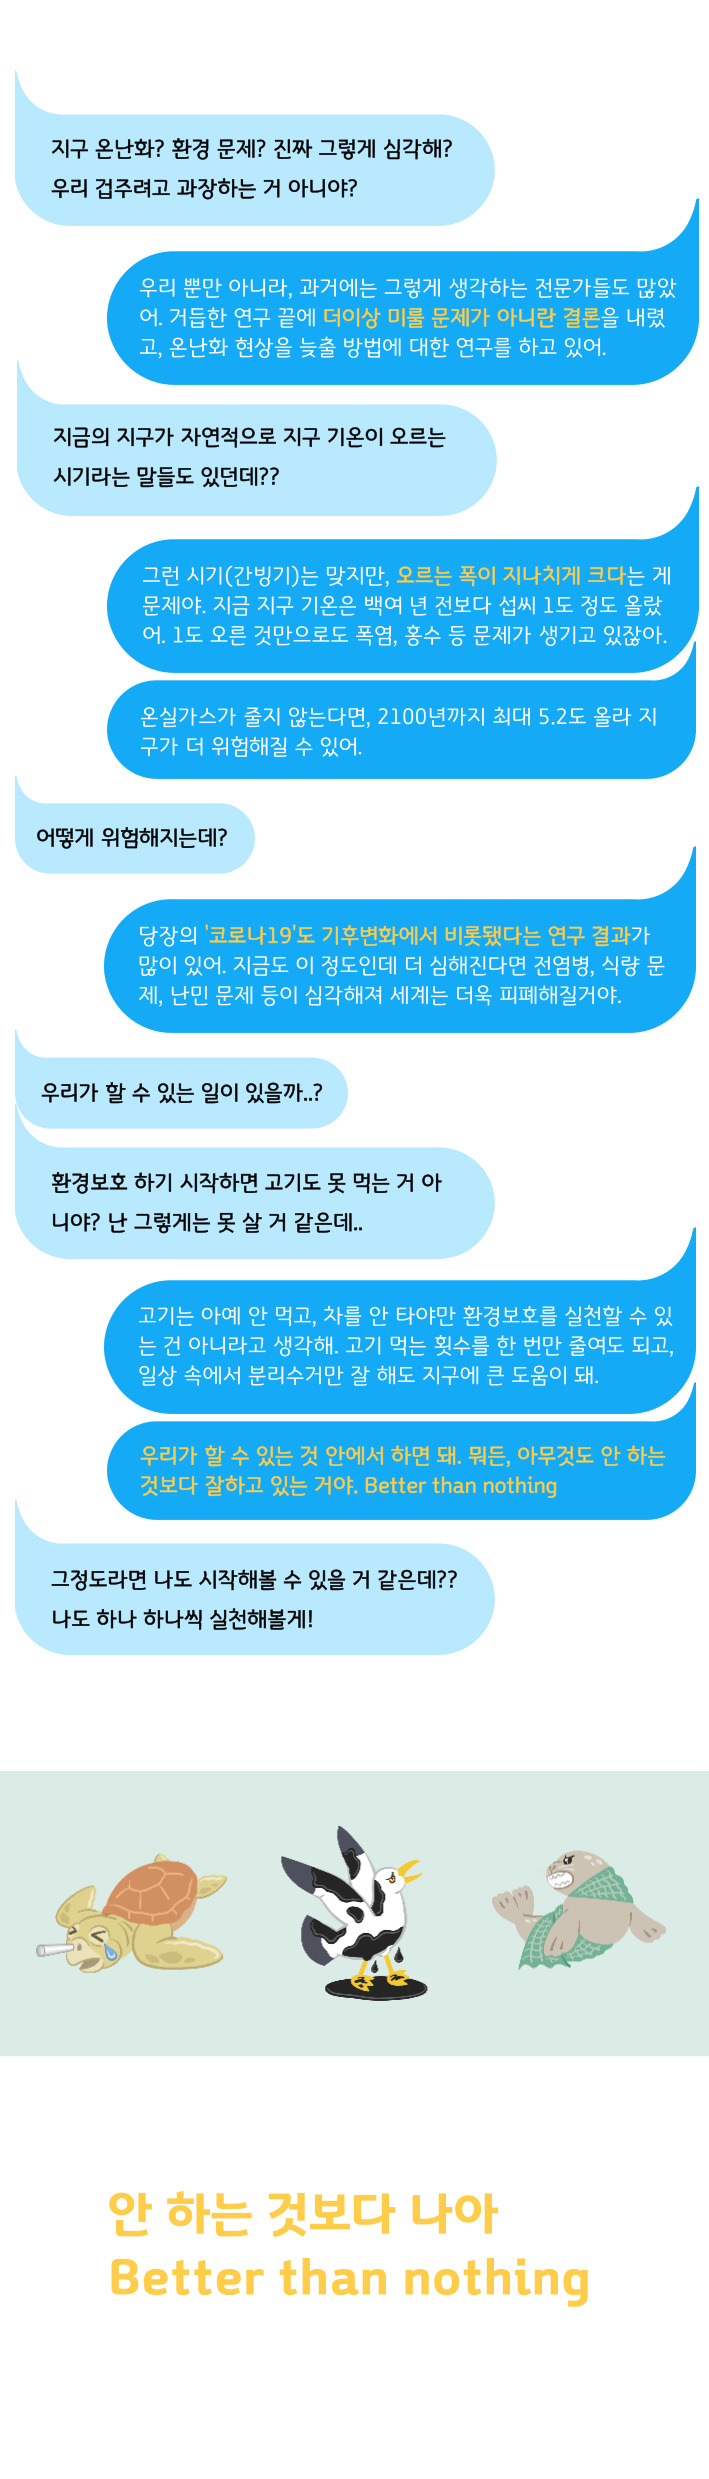 지구 온난화? 환경 문제? 진짜 그렇게 심각해?
우리 겁주려고 과장하는 거 아니야?
우리 뿐만 아니라, 과거에는 그렇게 생각하는 전문가들도 많았
어. 거듭한 연구 끝에 더이상 미룰 문제가 아니란 결론을 내렸
고, 온난화 현상을 늦출 방법에 대한 연구를 하고 있어.
지금의 지구가 자연적으로 지구 기온이 오르는
시기라는 말들도 있던데??
그런 시기(간빙기)는 맞지만, 오르는 폭이 지나치게 크다는 게
문제야. 지금 지구 기온은 백여 년 전보다 섭씨 1도 정도 올랐
어. 1도 오른 것만으로도 폭염, 홍수 등 문제가 생기고 있잖아.
온실가스가 줄지 않는다면, 2100년까지 최대 5.2도 올라 지
구가 더 위험해질 수 있어.
어떻게 위험해지는데?
당장의 '코로나19'도 기후변화에서 비롯됐다는 연구 결과가
많이 있어. 지금도 이 정도인데 더 심해진다면 전염병, 식량 문
제, 난민 문제 등이 심각해져 세계는 더욱 피폐해질거야.
우리가 할 수 있는 일이 있을까..?
환경보호 하기 시작하면 고기도 못 먹는 거 아
니야? 난 그렇게는 못 살 거 같은데..
고기는 아예 안 먹고, 차를 안 타야만 환경보호를 실천할 수 있
는 건 아니라고 생각해. 고기 먹는 횟수를 한 번만 줄여도 되고,
일상 속에서 분리수거만 잘 해도 지구에 큰 도움이 돼.
우리가 할 수 있는 것 안에서 하면 돼. 뭐든, 아무것도 안 하는
것보다 잘하고 있는 거야. Better than nothing
그정도라면 나도 시작해볼 수 있을 거 같은데??
나도 하나 하나씩 실천해볼게!
안 하는 것보다 나아
Better than nothing